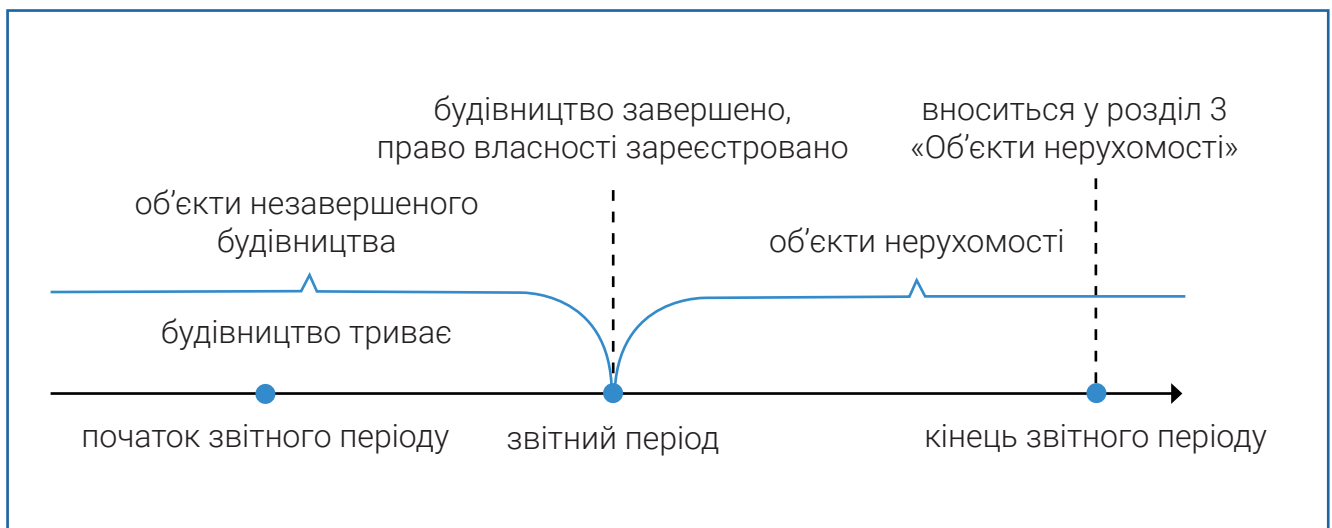 будівництво завершено,
право власності зареєстровано
вноситься у розділ 3
«Об’єкти нерухомості»
об’єкти незавершеного
будівництва
об’єкти нерухомості
будівництво триває
початок звітного періоду
звітний період
кінець звітного періоду